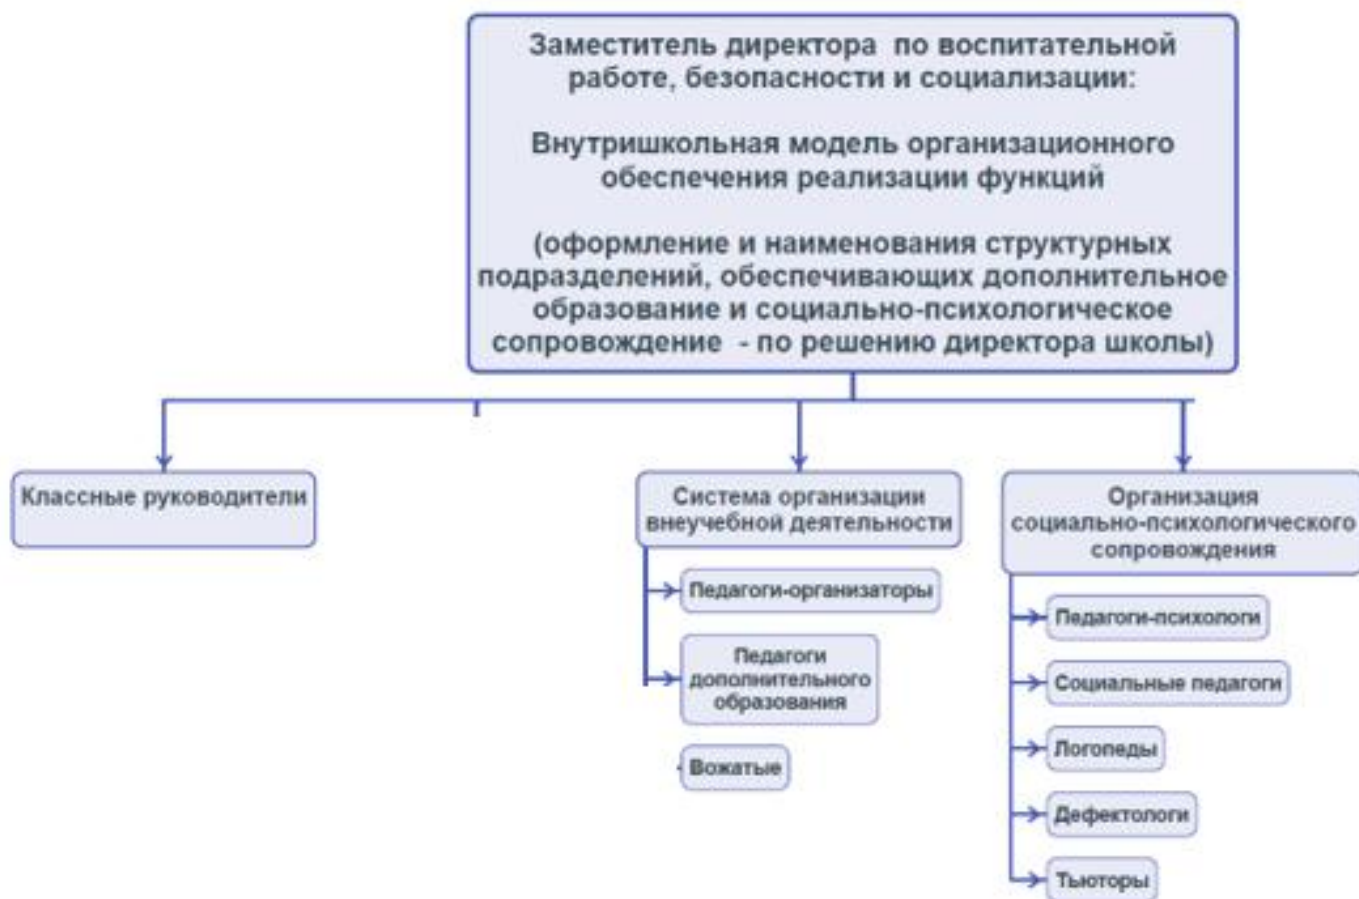 Заместитель директора по воспитательной
работе, безопасности и социализации:
Внутришкольная модель организационного
обеспечения реализации функций
(оформление и наименования структурных
подразделений, обеспечивающих дополнительное
образование и социально-психологическое
сопровождение - по решению директора школы)
Классные руководители
Система организации
внеучебной деятельности
Педагоги-организаторы
Педагоги
дополнительного
образования
Вожатые
Организация
социально-психологического
сопровождения
Педагоги-психологи
Социальные педагоги
Логопеды
Дефектологи
Тьюторы